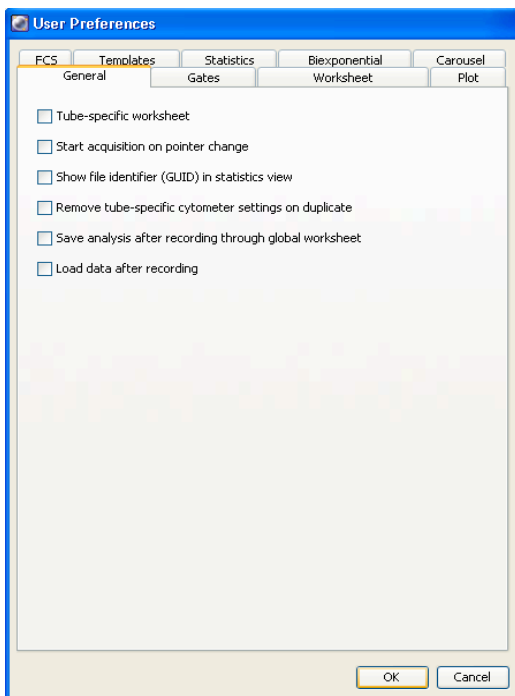 User Preferences
FCS Templates Statistics Biexponential Carousel
General Gates Worksheet Plot
Tube-specific worksheet
Start acquisition on pointer change
Show file identifier (GUID) in statistics view
Remove tube-specific cytometer settings on duplicate
Save analysis after recording through global worksheet
Load data after recording
OK Cancel